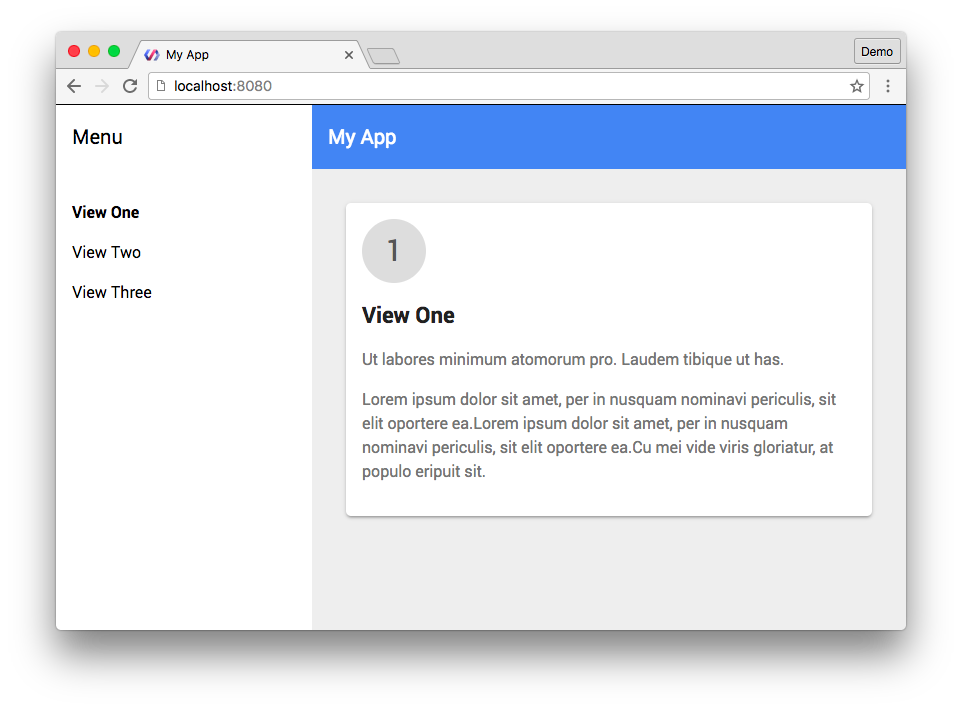 My App
Demo
localhost:8080
Menu
My App
View One
View Two
View Three
1
View One
Ut labores minimum atomorum pro. Laudem tibique ut has.
Lorem ipsum dolor sit amet, per in nusquam nominavi periculis, sit
elit oportere ea.Lorem ipsum dolor sit amet, per in nusquam
nominavi periculis, sit elit oportere ea.Cu mei vide viris gloriatur, at
populo eripuit sit.